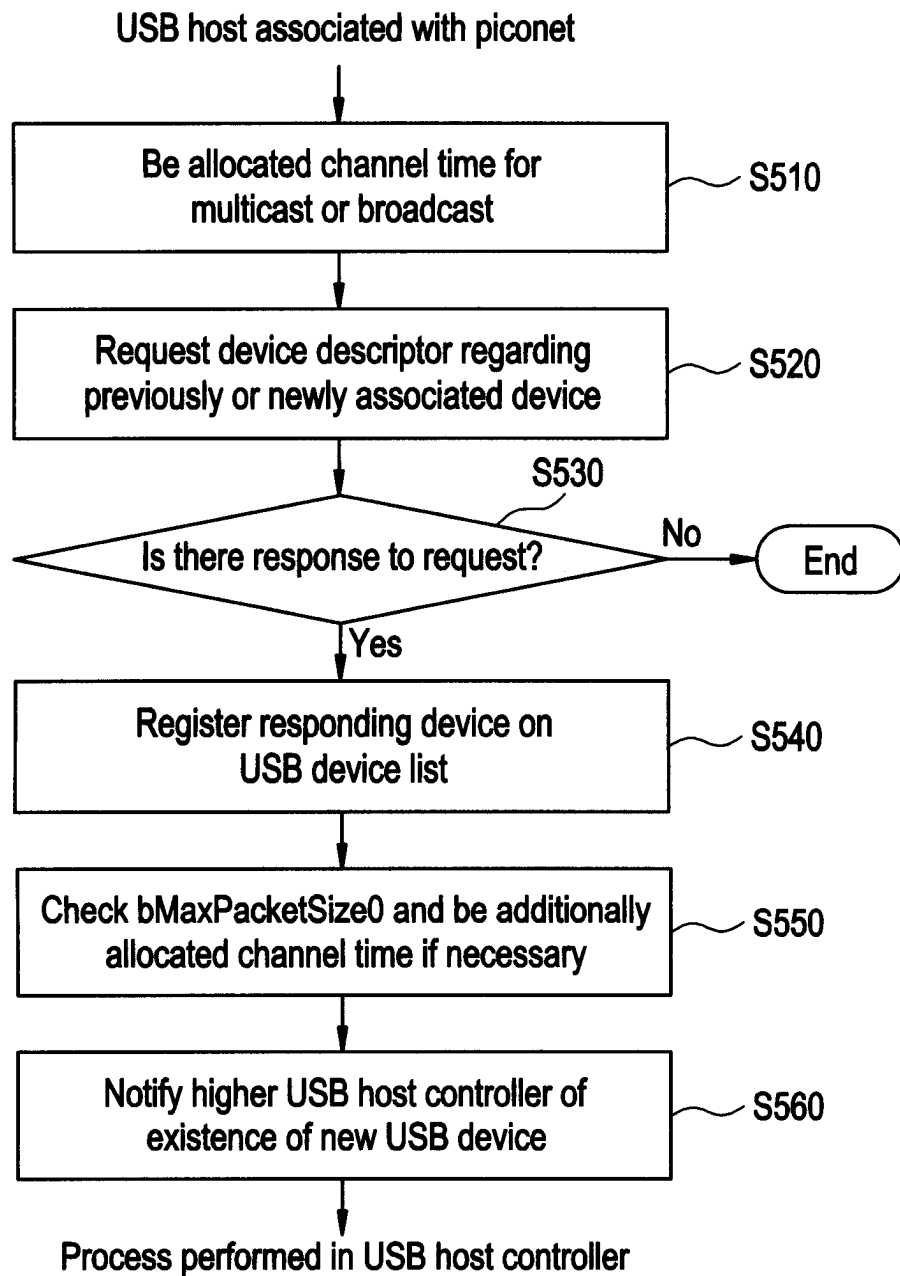 USB host associated with piconet
Be allocated channel time for
multicast or broadcast
S510
Request device descriptor regarding
previously or newly associated device
S520
S530
Is there response to request?
No
End
Yes
Register responding device on
USB device list
S540
Check bMaxPacketSize0 and be additionally
allocated channel time if necessary
S550
Notify higher USB host controller of
existence of new USB device
S560
Process performed in USB host controller